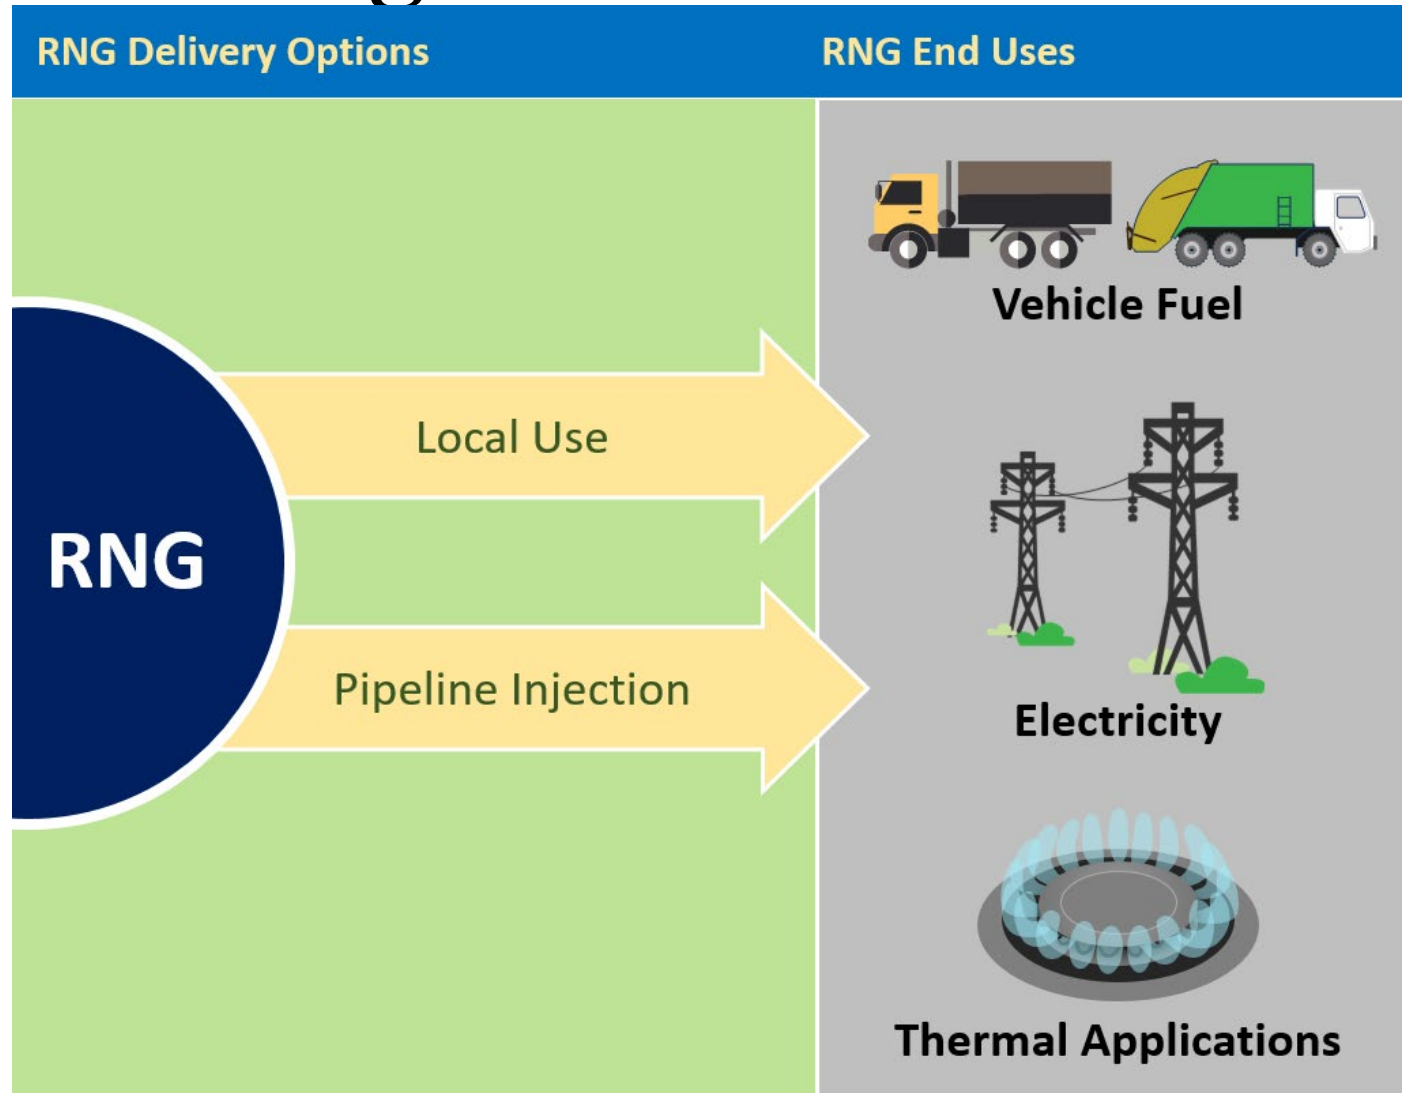 RNG Delivery Options
RNG End Uses
Vehicle Fuel
Local Use
RNG
Pipeline Injection
Electricity
Thermal Applications